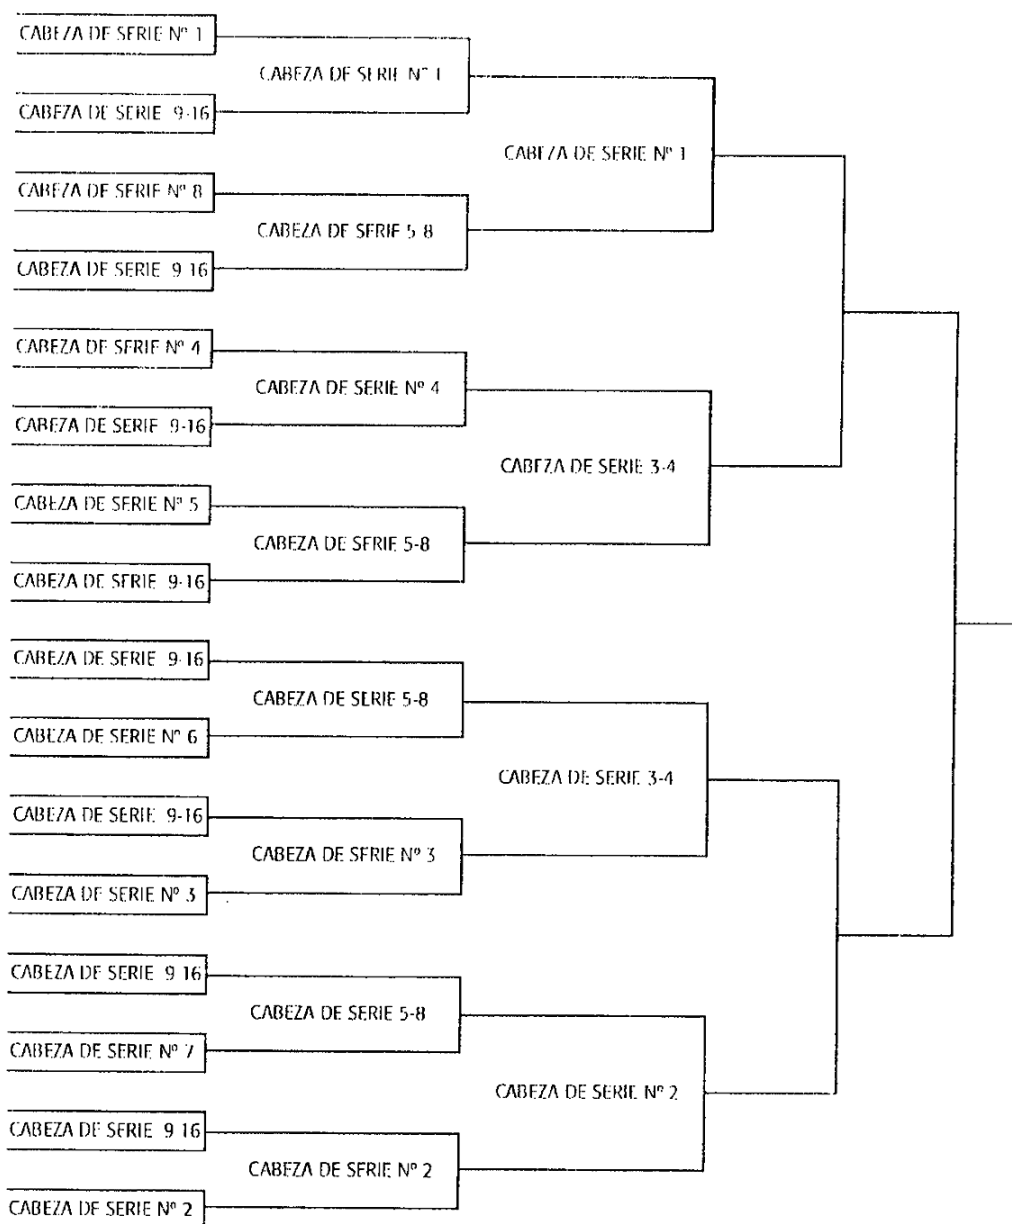 CABEZA DE SERIE Nº 1
CABEZA DE SERIE Nº 1
CABEZA DE SERIE 9-16
CABEZA DE SERIE Nº 1
CABEZA DE SERIE Nº 8
CABEZA DE SERIE 5-8
CABEZA DE SERIE 9-16
CABEZA DE SERIE Nº 4
CABEZA DE SERIE Nº 4
CABEZA DE SERIE 9-16
CABEZA DE SERIE 3-4
CABEZA DE SERIE Nº 5
CABEZA DE SERIE 5-8
CABEZA DE SERIE 9-16
CABEZA DE SERIE 9-16
CABEZA DE SERIE 5-8
CABEZA DE SERIE Nº 6
CABEZA DE SERIE 3-4
CABEZA DE SERIE 9-16
CABEZA DE SERIE Nº 3
CABEZA DE SERIE Nº 3
CABEZA DE SERIE 9-16
CABEZA DE SERIE 5-8
CABEZA DE SERIE Nº 7
CABEZA DE SERIE Nº 2
CABEZA DE SERIE 9-16
CABEZA DE SERIE Nº 2
CABEZA DE SERIE Nº 2